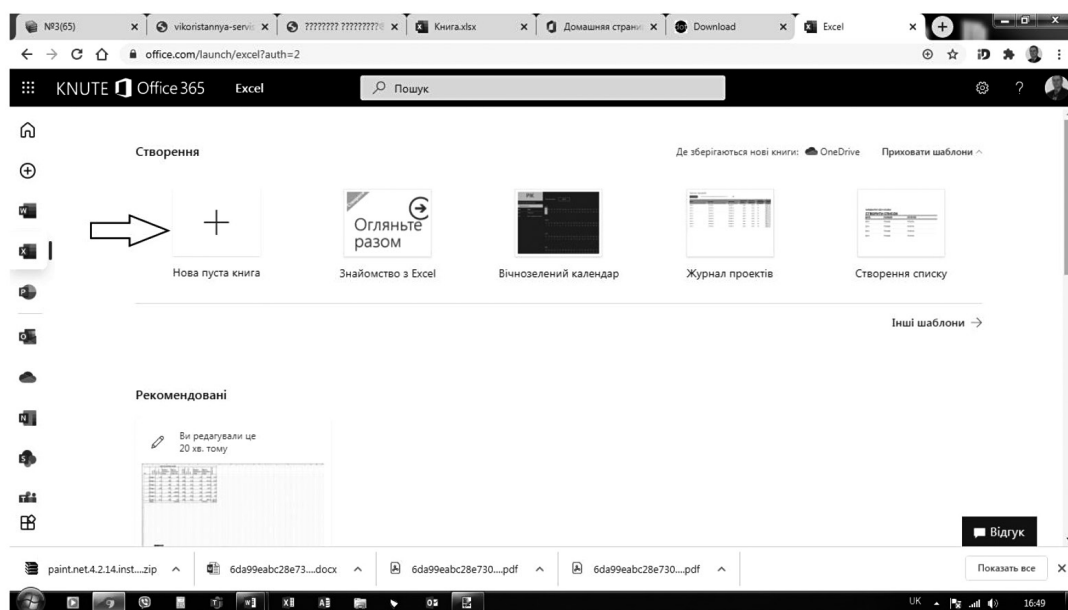 №3(65)
vikoristannya-servi
???????? ?????????
Книга.xlsx
Домашняя страни
Download
Excel
office.com/launch/excel?auth=2
KNUTE Office 365 Excel
Пошук
Створення
Де зберігаються нові книги: OneDrive Приховати шаблони
Огляньте
разом
Нова пуста книга
Знайомство з Excel
Вічнозелений календар
Журнал проектів
Створення списку
Інші шаблони
Рекомендовані
Ви редагували це
20 хв. тому
Відгук
paint.net.4.2.14.inst....zip
6da99eabc28e73....docx
6da99eabc28e730....pdf
6da99eabc28e730....pdf
Показать все
UK
16:49